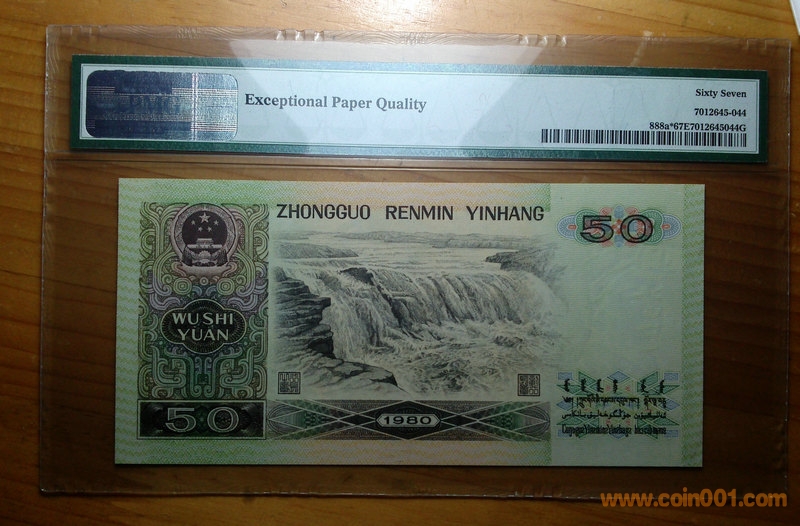 Exceptional Paper Quality
Sixty Seven
7012645-044
888a*67E7012645044G
ZHONGGUO RENMIN YINHANG
50
WU SHI
YUAN
50
1980
www.coin001.com